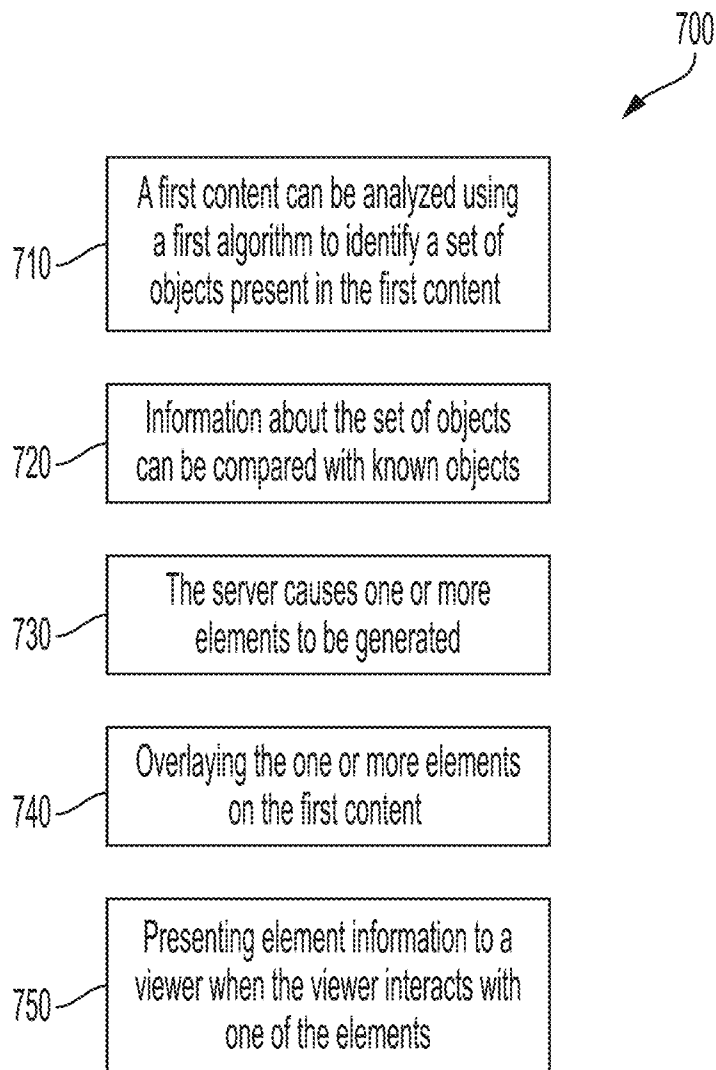 700
A first content can be analyzed using
a first algorithm to identify a set of
objects present in the first content
710
Information about the set of objects
can be compared with known objects
720
The server causes one or more
elements to be generated
730
Overlaying the one or more elements
on the first content
740
Presenting element information to a
viewer when the viewer interacts with
one of the elements
750